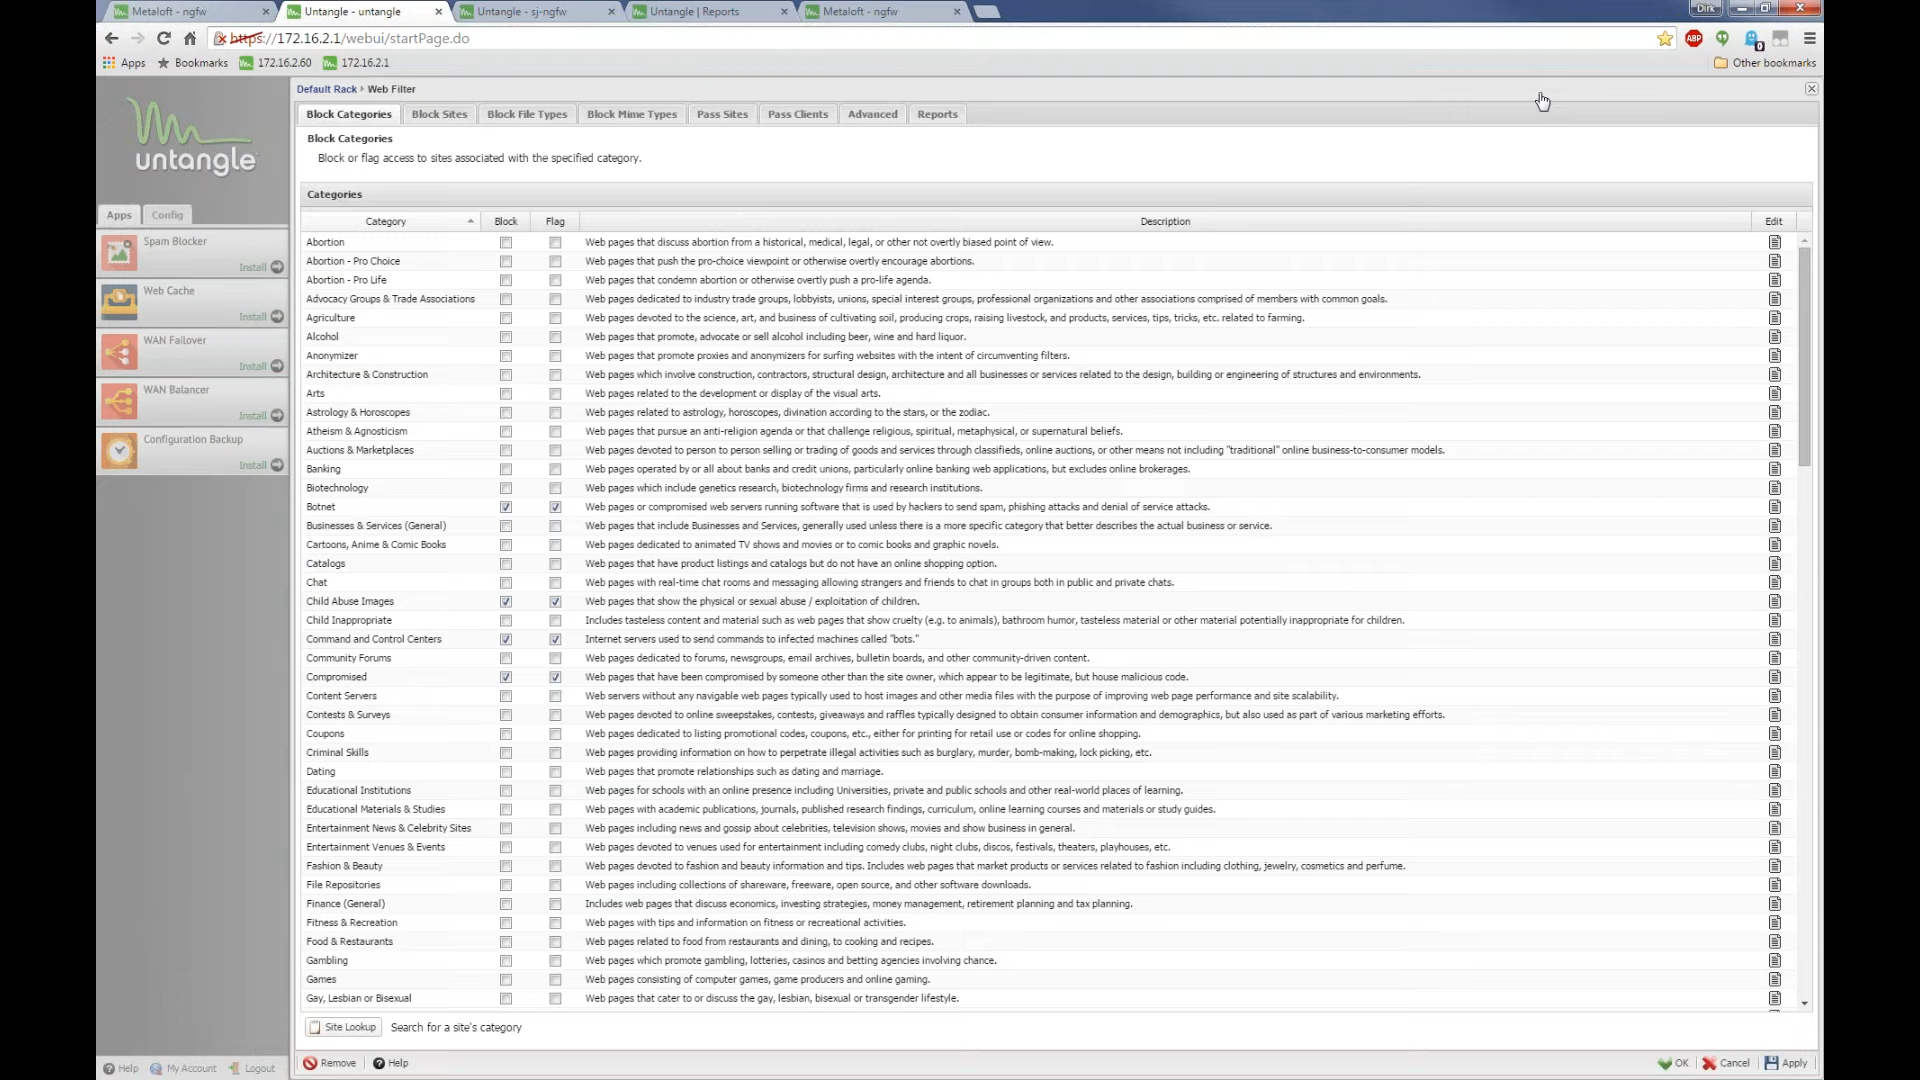 Metaloft - ngfw
Untangle - untangle
Untangle - sj-ngfw
Untangle | Reports
Metaloft - ngfw
Dirk
https://172.16.2.1/webui/startPage.do
ABP
0
Apps
Bookmarks
172.16.2.60
172.16.2.1
Other bookmarks
untangle
Apps
Config
Spam Blocker
Install
Web Cache
Install
WAN Failover
Install
WAN Balancer
Install
Configuration Backup
Install
Help
My Account
Logout
Default Rack
Web Filter
Block Categories
Block Sites
Block File Types
Block Mime Types
Pass Sites
Pass Clients
Advanced
Reports
Block Categories
Block or flag access to sites associated with the specified category.
Categories
Category Block Flag Description Edit
Abortion Web pages that discuss abortion from a historical, medical, legal, or other not overtly biased point of view.
Abortion - Pro Choice Web pages that push the pro-choice viewpoint or otherwise overtly encourage abortions.
Abortion - Pro Life Web pages that condemn abortion or otherwise overtly push a pro-life agenda.
Advocacy Groups & Trade Associations Web pages dedicated to industry trade groups, lobbyists, unions, special interest groups, professional organizations and other associations comprised of members with common goals.
Agriculture Web pages devoted to the science, art, and business of cultivating soil, producing crops, raising livestock, and products, services, tips, tricks, etc. related to farming.
Alcohol Web pages that promote, advocate or sell alcohol including beer, wine and hard liquor.
Anonymizer Web pages that promote proxies and anonymizers for surfing websites with the intent of circumventing filters.
Architecture & Construction Web pages which involve construction, contractors, structural design, architecture and all businesses or services related to the design, building or engineering of structures and environments.
Arts Web pages related to the development or display of the visual arts.
Astrology & Horoscopes Web pages related to astrology, horoscopes, divination according to the stars, or the zodiac.
Atheism & Agnosticism Web pages that pursue an anti-religion agenda or that challenge religious, spiritual, metaphysical, or supernatural beliefs.
Auctions & Marketplaces Web pages devoted to person to person selling or trading of goods and services through classifieds, online auctions, or other means not including "traditional" online business-to-consumer models.
Banking Web pages operated by or all about banks and credit unions, particularly online banking web applications, but excludes online brokerages.
Biotechnology Web pages which include genetics research, biotechnology firms and research institutions.
Botnet Web pages or compromised web servers running software that is used by hackers to send spam, phishing attacks and denial of service attacks.
Businesses & Services (General) Web pages that include Businesses and Services, generally used unless there is a more specific category that better describes the actual business or service.
Cartoons, Anime & Comic Books Web pages dedicated to animated TV shows and movies or to comic books and graphic novels.
Catalogs Web pages that have product listings and catalogs but do not have an online shopping option.
Chat Web pages with real-time chat rooms and messaging allowing strangers and friends to chat in groups both in public and private chats.
Child Abuse Images Web pages that show the physical or sexual abuse / exploitation of children.
Child Inappropriate Includes tasteless content and material such as web pages that show cruelty (e.g. to animals), bathroom humor, tasteless material or other material potentially inappropriate for children.
Command and Control Centers Internet servers used to send commands to infected machines called "bots."
Community Forums Web pages dedicated to forums, newsgroups, email archives, bulletin boards, and other community-driven content.
Compromised Web pages that have been compromised by someone other than the site owner, which appear to be legitimate, but house malicious code.
Content Servers Web servers without any navigable web pages typically used to host images and other media files with the purpose of improving web page performance and site scalability.
Contests & Surveys Web pages devoted to online sweepstakes, contests, giveaways and raffles typically designed to obtain consumer information and demographics, but also used as part of various marketing efforts.
Coupons Web pages dedicated to listing promotional codes, coupons, etc., either for printing for retail use or codes for online shopping.
Criminal Skills Web pages providing information on how to perpetrate illegal activities such as burglary, murder, bomb-making, lock picking, etc.
Dating Web pages that promote relationships such as dating and marriage.
Educational Institutions Web pages for schools with an online presence including Universities, private and public schools and other real-world places of learning.
Educational Materials & Studies Web pages with academic publications, journals, published research findings, curriculum, online learning courses and materials or study guides.
Entertainment News & Celebrity Sites Web pages including news and gossip about celebrities, television shows, movies and show business in general.
Entertainment Venues & Events Web pages devoted to venues used for entertainment including comedy clubs, night clubs, discos, festivals, theaters, playhouses, etc.
Fashion & Beauty Web pages devoted to fashion and beauty information and tips. Includes web pages that market products or services related to fashion including clothing, jewelry, cosmetics and perfume.
File Repositories Web pages including collections of shareware, freeware, open source, and other software downloads.
Finance (General) Includes web pages that discuss economics, investing strategies, money management, retirement planning and tax planning.
Fitness & Recreation Web pages with tips and information on fitness or recreational activities.
Food & Restaurants Web pages related to food from restaurants and dining, to cooking and recipes.
Gambling Web pages which promote gambling, lotteries, casinos and betting agencies involving chance.
Games Web pages consisting of computer games, game producers and online gaming.
Gay, Lesbian or Bisexual Web pages that cater to or discuss the gay, lesbian, bisexual or transgender lifestyle.
Site Lookup Search for a site's category
Remove
Help
OK
Cancel
Apply